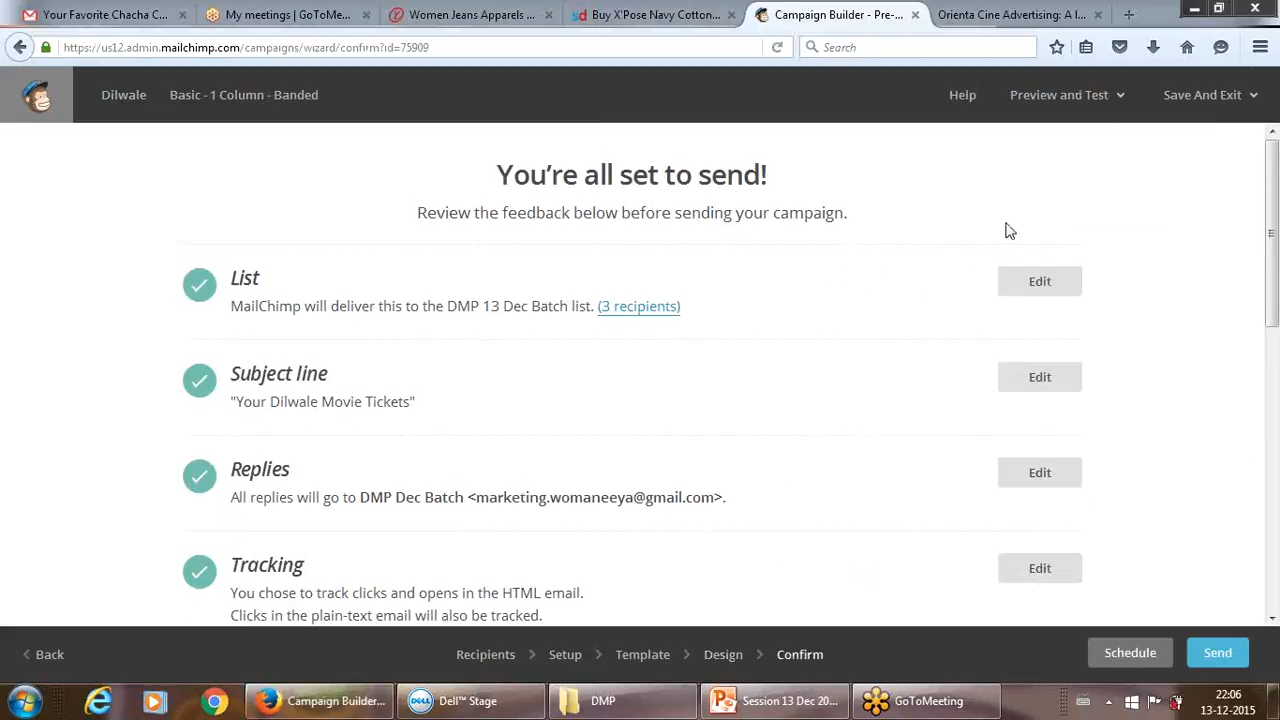 Your Favorite Chacha C...
My meetings | GoToMe...
Women Jeans Apparels ...
Buy X'Pose Navy Cotton...
Campaign Builder - Pre-...
Orienta Cine Advertising: A l...
https://us12.admin.mailchimp.com/campaigns/wizard/confirm?id=75909
Search
Dilwale
Basic - 1 Column - Banded
Help
Preview and Test
Save And Exit
You're all set to send!
Review the feedback below before sending your campaign.
List
Edit
MailChimp will deliver this to the DMP 13 Dec Batch list. (3 recipients)
Subject line
Edit
"Your Dilwale Movie Tickets"
Replies
Edit
All replies will go to DMP Dec Batch <marketing.womaneeya@gmail.com>.
Tracking
Edit
You chose to track clicks and opens in the HTML email.
Clicks in the plain-text email will also be tracked.
Back
Recipients > Setup > Template > Design > Confirm
Schedule
Send
Campaign Builder...
DELL
Dell™ Stage
DMP
Session 13 Dec 20...
GoToMeeting
22:06
13-12-2015